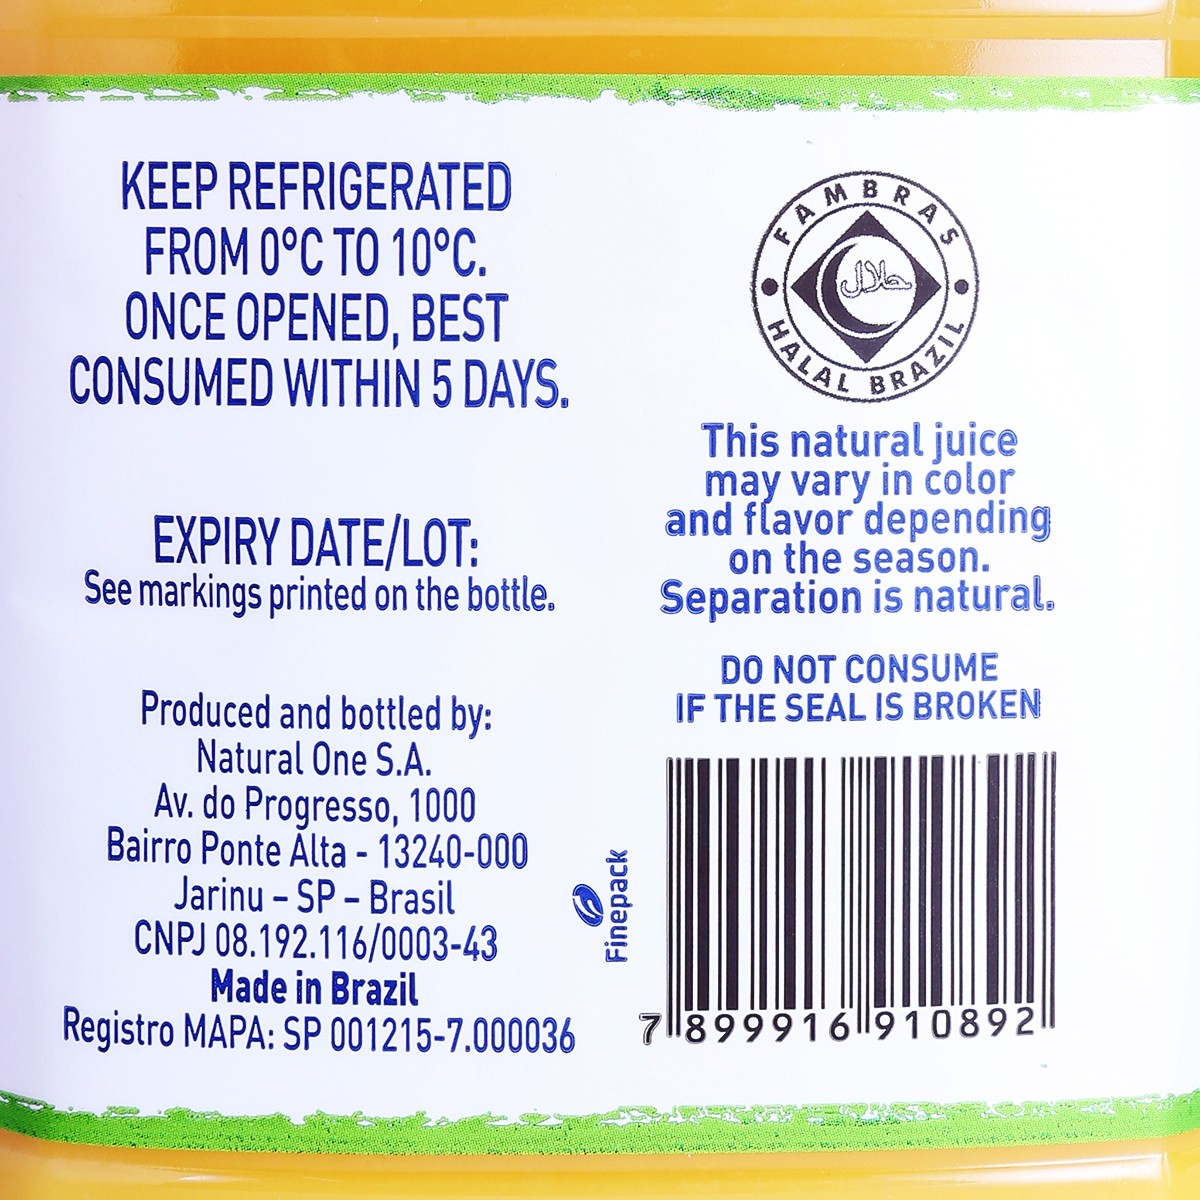 KEEP REFRIGERATED
FROM 0°C TO 10°C.
ONCE OPENED, BEST
CONSUMED WITHIN 5 DAYS.
EXPIRY DATE/LOT:
See markings printed on the bottle.
Produced and bottled by:
Natural One S.A.
Av. do Progresso, 1000
Bairro Ponte Alta - 13240-000
Jarinu – SP – Brasil
CNPJ 08.192.116/0003-43
Made in Brazil
Registro MAPA: SP 001215-7.000036
FAMBRAS
حلال
HALAL BRAZIL
This natural juice
may vary in color
and flavor depending
on the season.
Separation is natural.
DO NOT CONSUME
IF THE SEAL IS BROKEN
Finepack
7 899916 910892